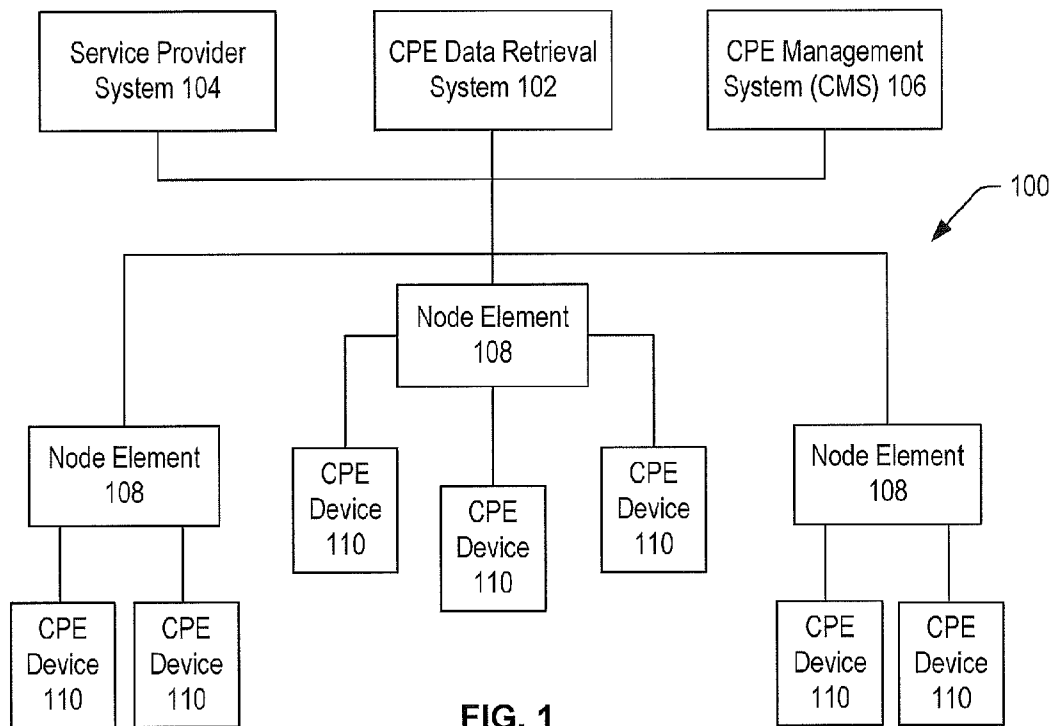 Service Provider
System 104
CPE Data Retrieval
System 102
CPE Management
System (CMS) 106
100
Node Element
108
Node Element
108
Node Element
108
CPE
Device
110
CPE
Device
110
CPE
Device
110
CPE
Device
110
CPE
Device
110
CPE
Device
110
CPE
Device
110
FIG. 1